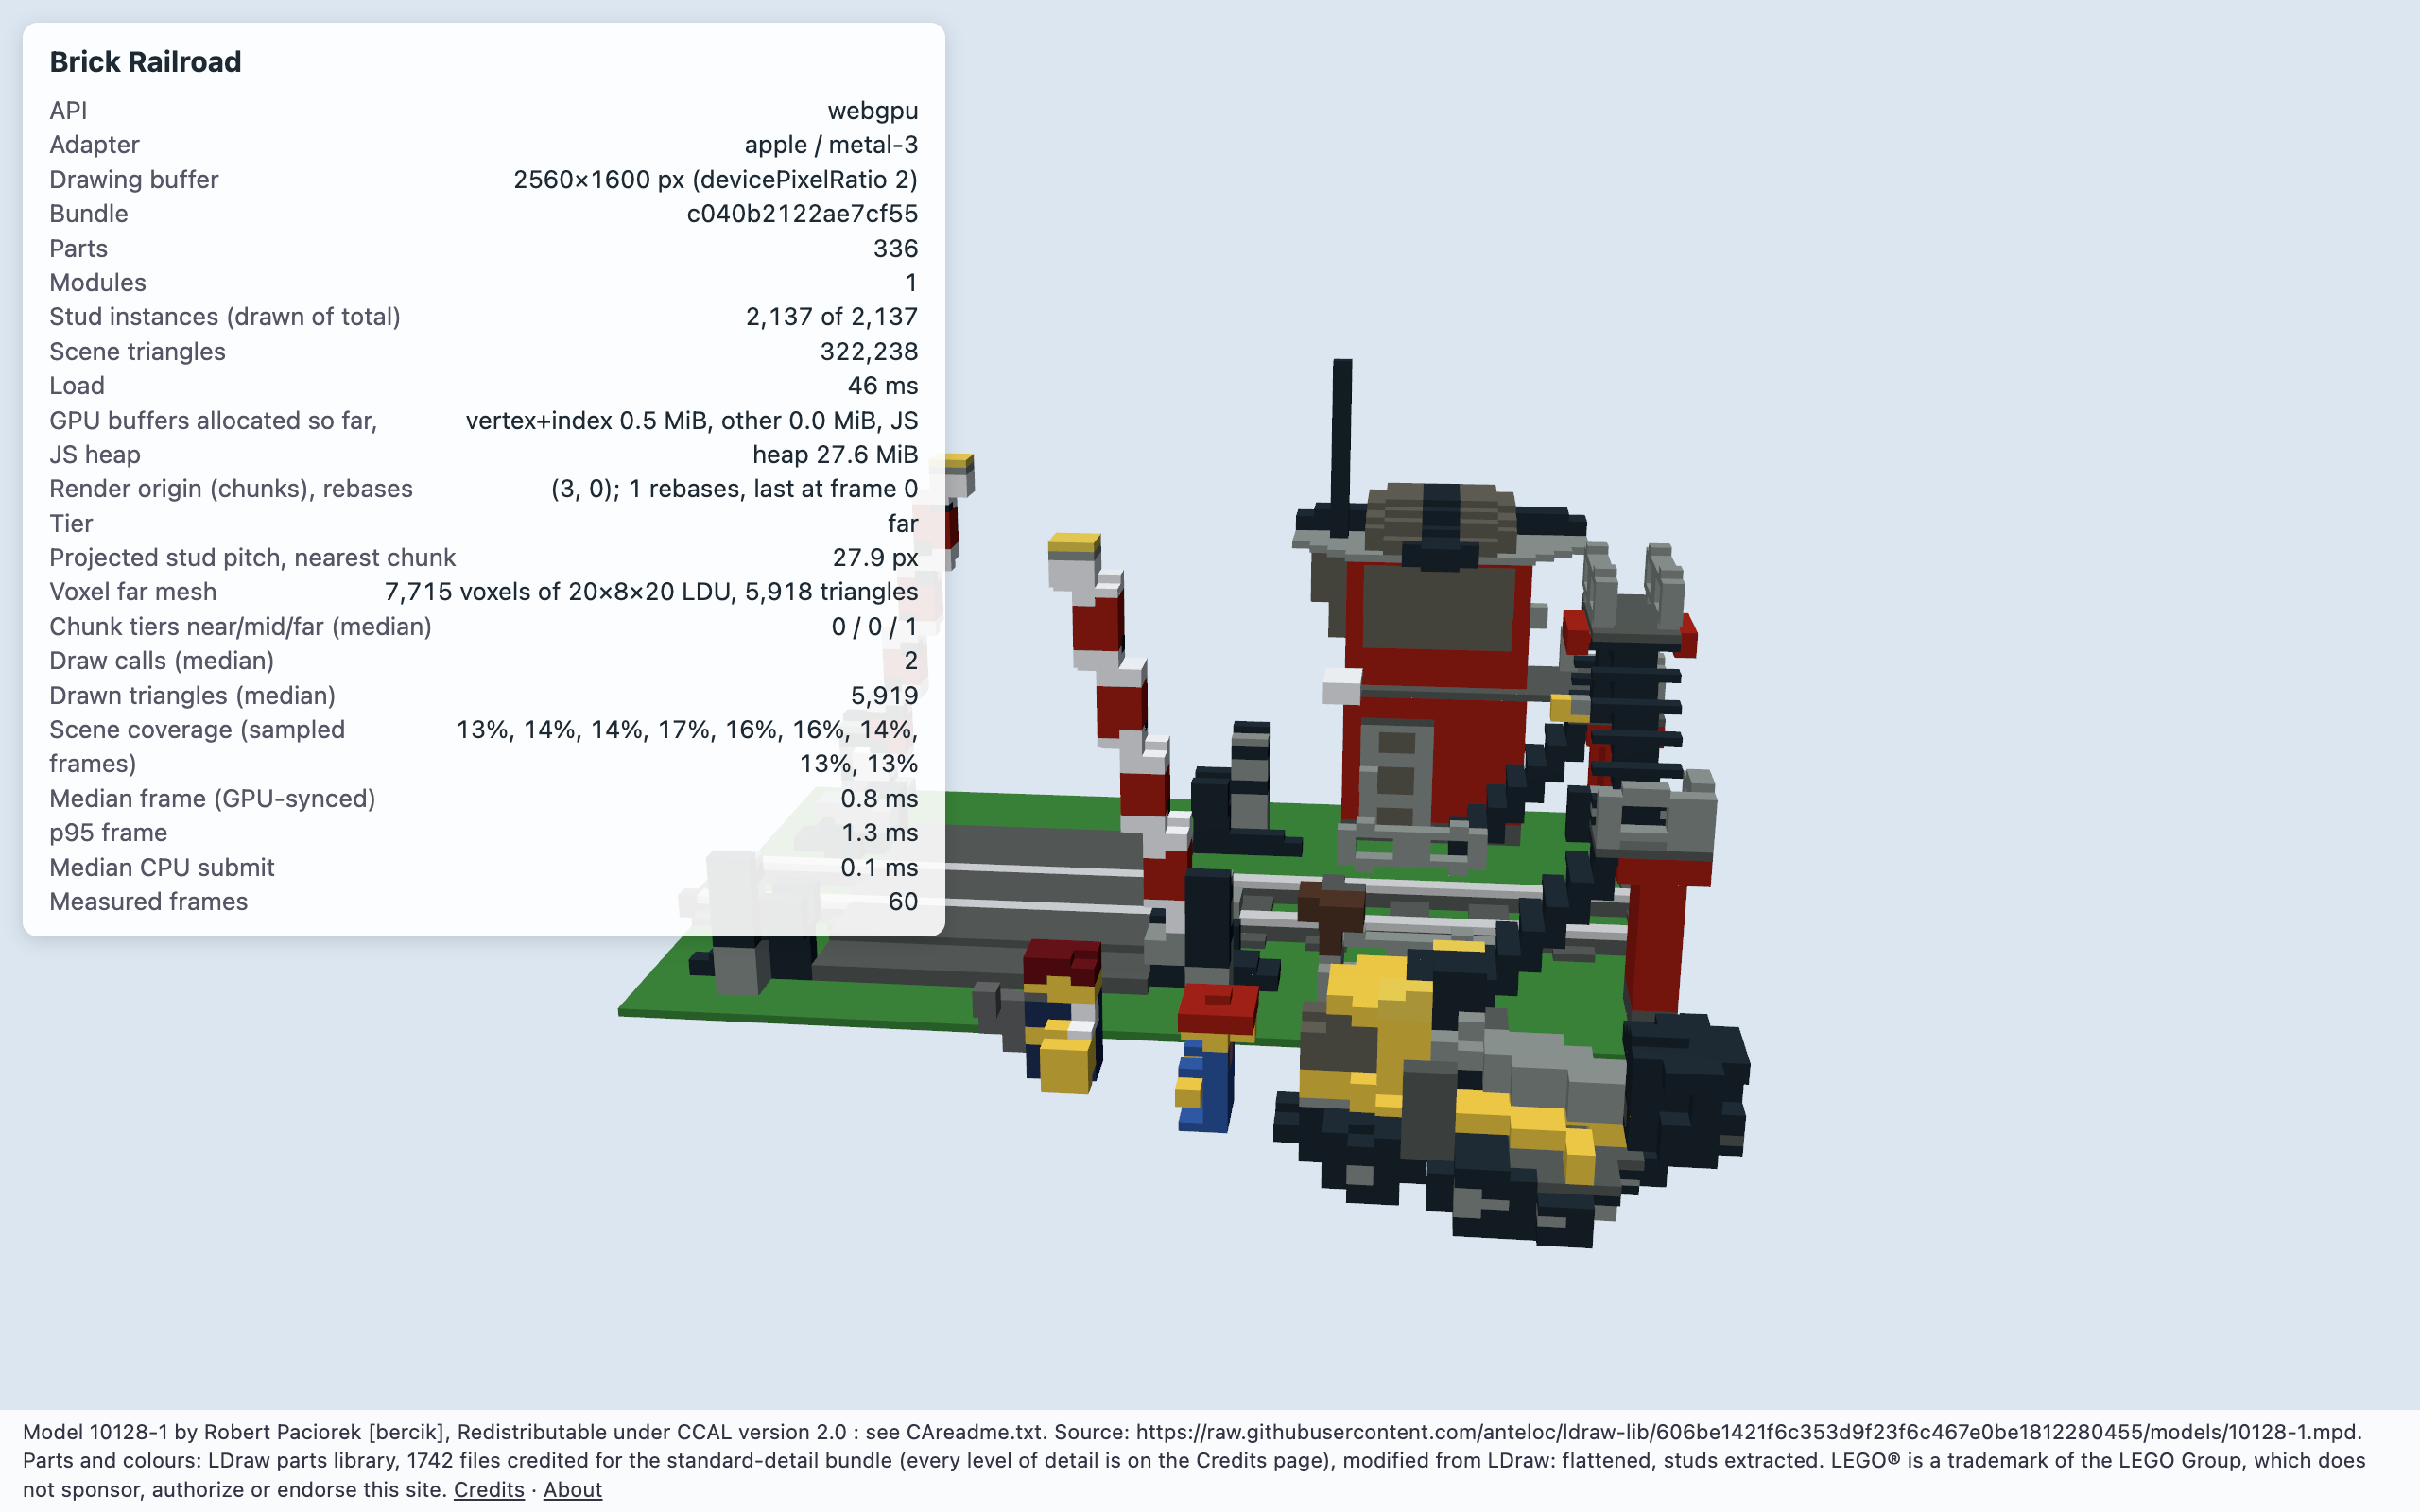 Brick Railroad
API webgpu
Adapter apple / metal-3
Drawing buffer 2560×1600 px (devicePixelRatio 2)
Bundle c040b2122ae7cf55
Parts 336
Modules 1
Stud instances (drawn of total) 2,137 of 2,137
Scene triangles 322,238
Load 46 ms
GPU buffers allocated so far, vertex+index 0.5 MiB, other 0.0 MiB, JS
JS heap heap 27.6 MiB
Render origin (chunks), rebases (3, 0); 1 rebases, last at frame 0
Tier far
Projected stud pitch, nearest chunk 27.9 px
Voxel far mesh 7,715 voxels of 20×8×20 LDU, 5,918 triangles
Chunk tiers near/mid/far (median) 0 / 0 / 1
Draw calls (median) 2
Drawn triangles (median) 5,919
Scene coverage (sampled 13%, 14%, 14%, 17%, 16%, 16%, 14%,
frames) 13%, 13%
Median frame (GPU-synced) 0.8 ms
p95 frame 1.3 ms
Median CPU submit 0.1 ms
Measured frames 60
Model 10128-1 by Robert Paciorek [bercik], Redistributable under CCAL version 2.0 : see CAreadme.txt. Source: https://raw.githubusercontent.com/anteloc/ldraw-lib/606be1421f6c353d9f23f6c467e0be1812280455/models/10128-1.mpd.
Parts and colours: LDraw parts library, 1742 files credited for the standard-detail bundle (every level of detail is on the Credits page), modified from LDraw: flattened, studs extracted. LEGO® is a trademark of the LEGO Group, which does
not sponsor, authorize or endorse this site. Credits · About